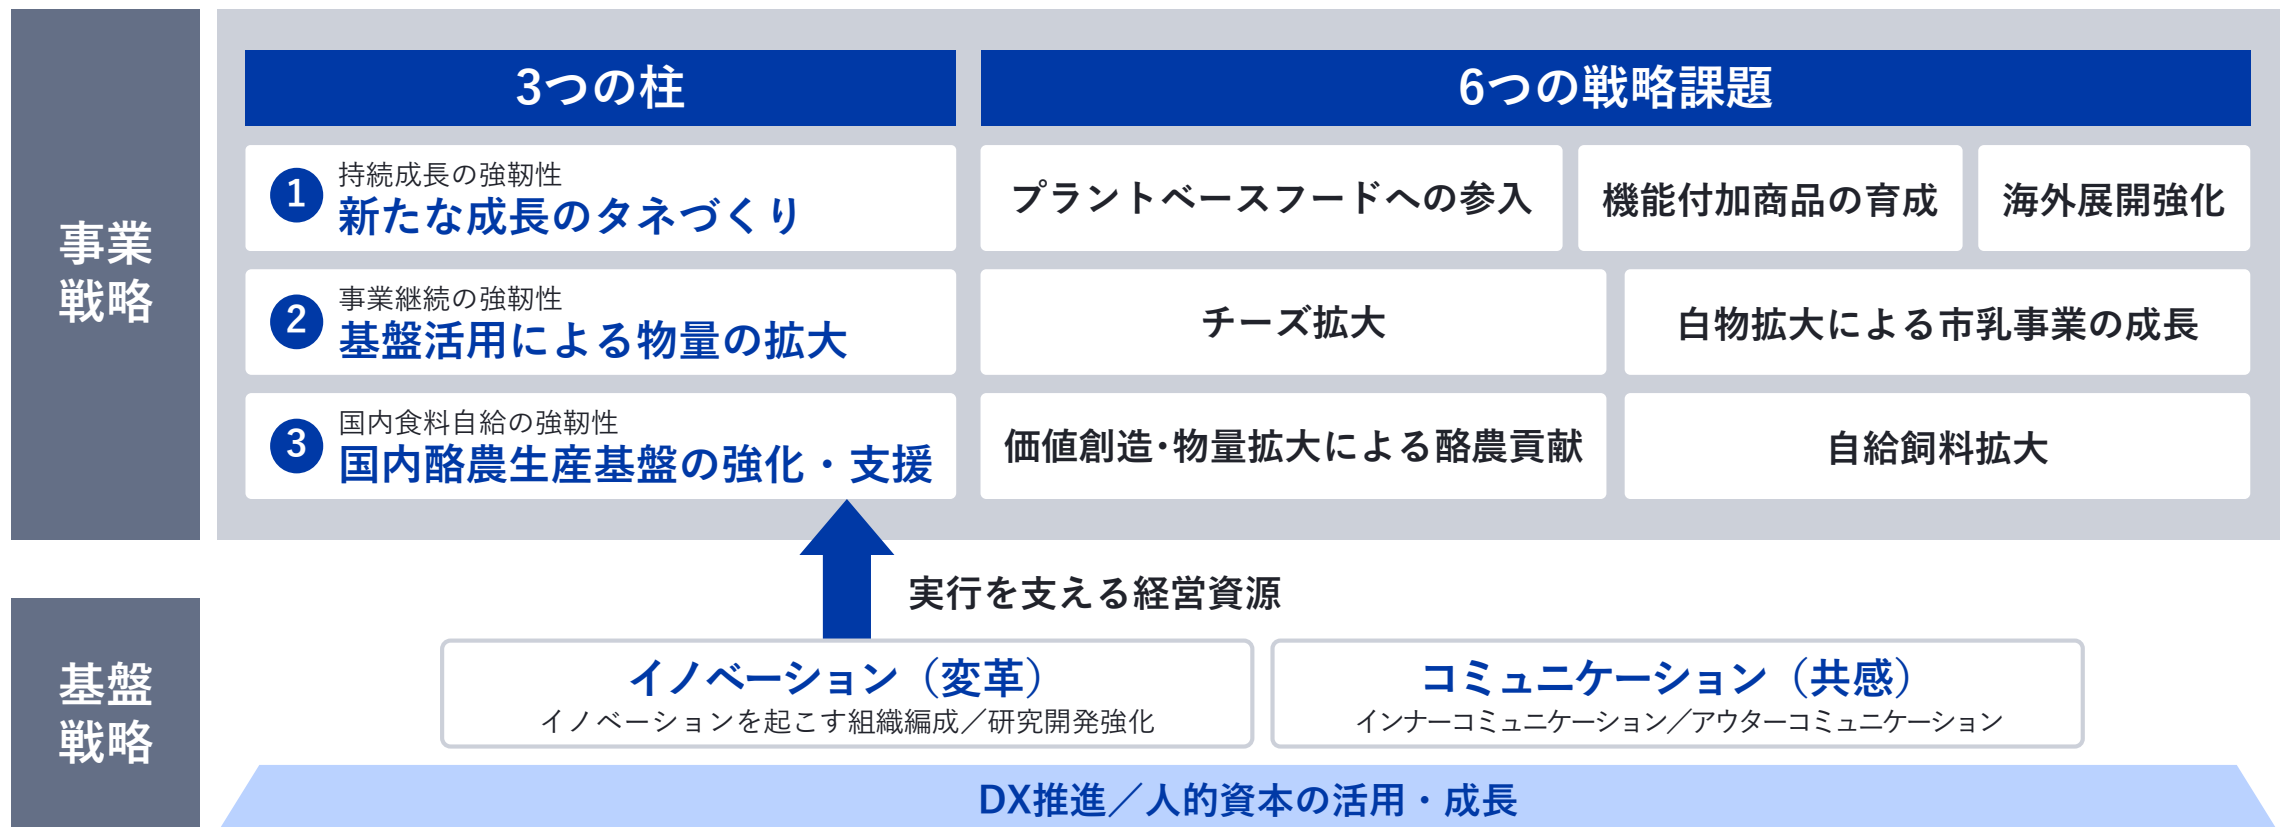 事業
戦略
3つの柱
6つの戦略課題
1
持続成長の強靭性
新たな成長のタネづくり
プラントベースフードへの参入
機能付加商品の育成
海外展開強化
2
事業継続の強靭性
基盤活用による物量の拡大
チーズ拡大
白物拡大による市乳事業の成長
3
国内食料自給の強靭性
国内酪農生産基盤の強化・支援
価値創造･物量拡大による酪農貢献
自給飼料拡大
実行を支える経営資源
基盤
戦略
イノベーション（変革）
イノベーションを起こす組織編成／研究開発強化
コミュニケーション（共感）
インナーコミュニケーション／アウターコミュニケーション
DX推進／人的資本の活用・成長